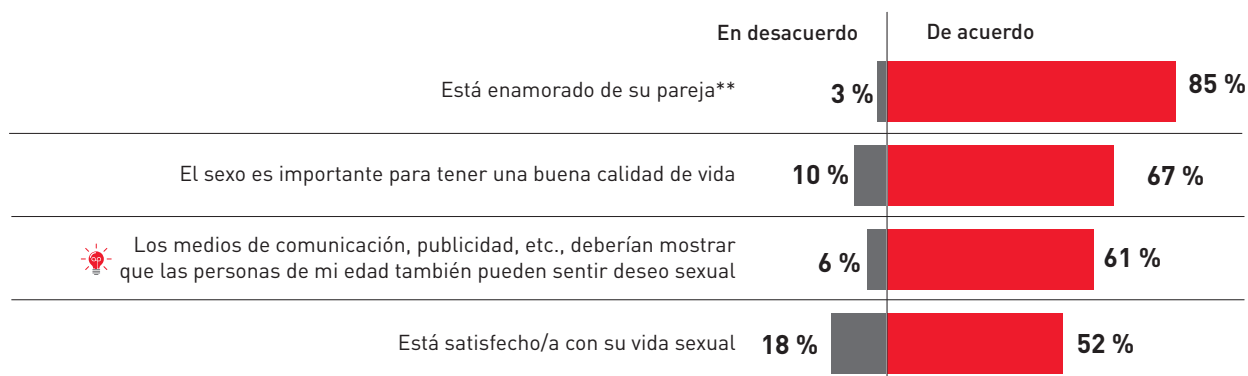 En desacuerdo De acuerdo
Está enamorado de su pareja** 3 % 85 %
El sexo es importante para tener una buena calidad de vida 10 % 67 %
Los medios de comunicación, publicidad, etc., deberían mostrar
que las personas de mi edad también pueden sentir deseo sexual 6 % 61 %
Está satisfecho/a con su vida sexual 18 % 52 %